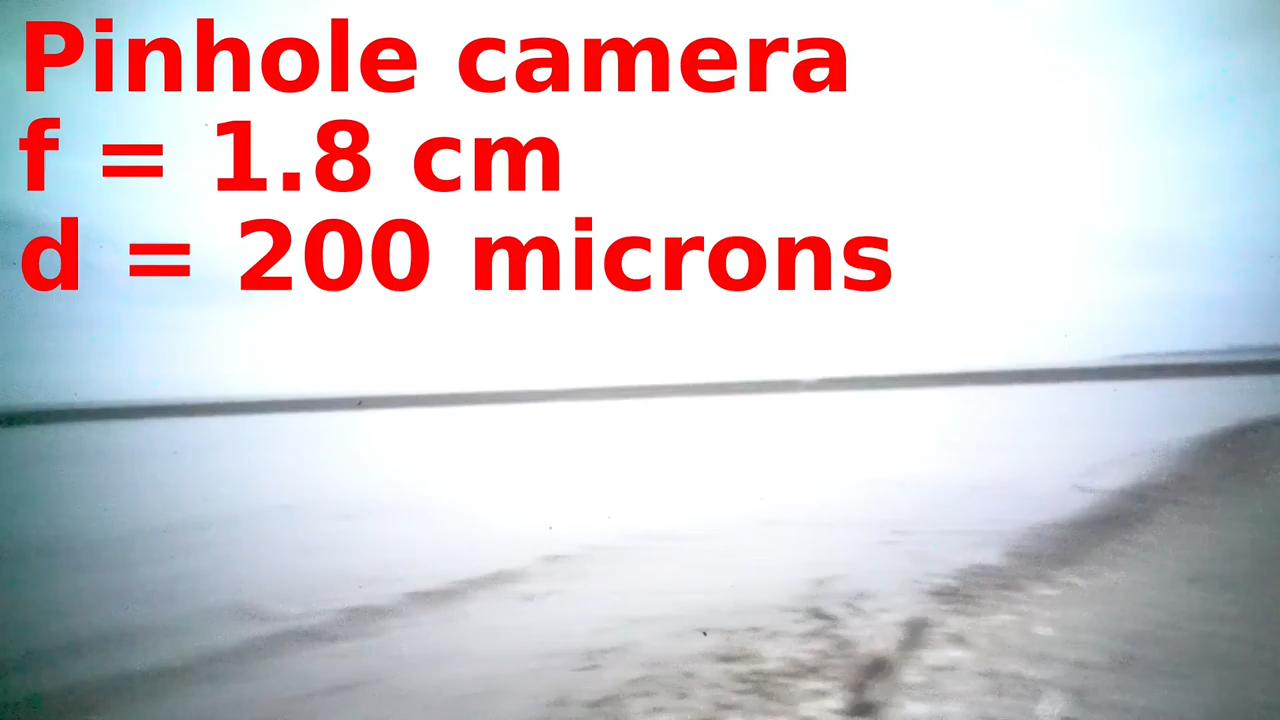 Pinhole camera
f = 1.8 cm
d = 200 microns